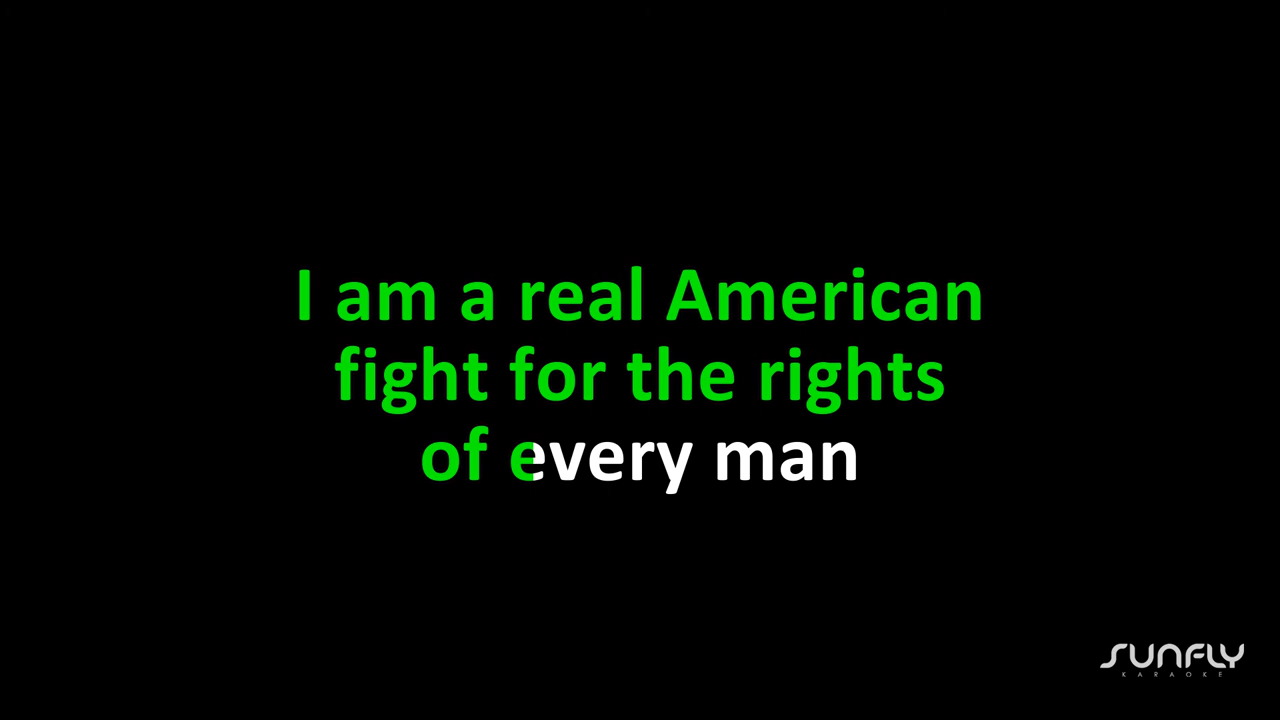 I am a real American
fight for the rights
of every man
SUNFLY
KARAOKE